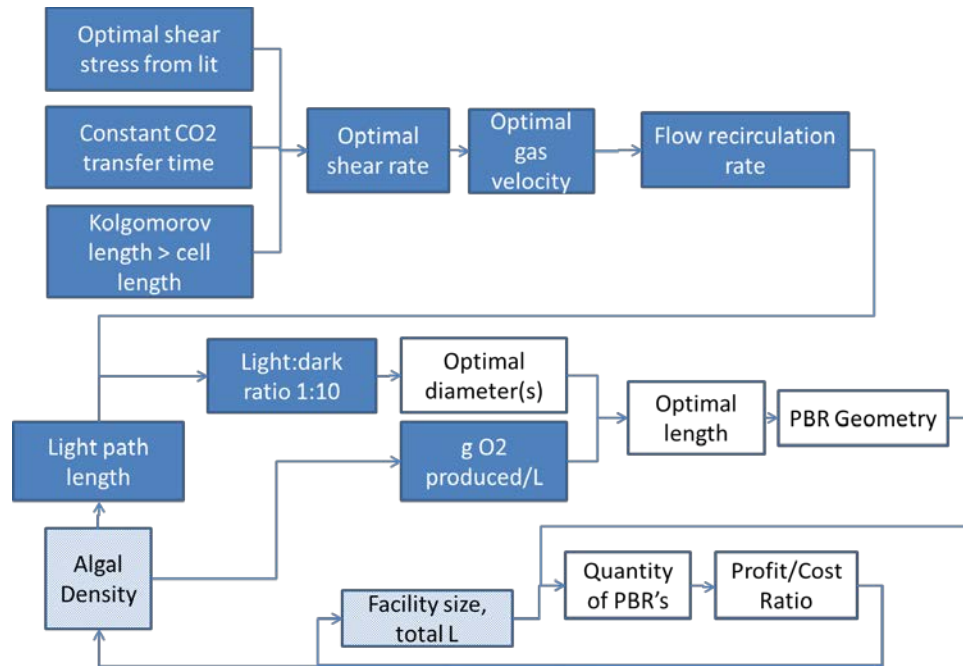 Optimal shear
stress from lit
Constant CO2
transfer time
Kolgomorov
length > cell
length
Optimal
shear rate
Optimal
gas
velocity
Flow recirculation
rate
Light:dark
ratio 1:10
Optimal
diameter(s)
Optimal
length
PBR Geometry
Light path
length
g O2
produced/L
Algal
Density
Facility size,
total L
Quantity
of PBR's
Profit/Cost
Ratio